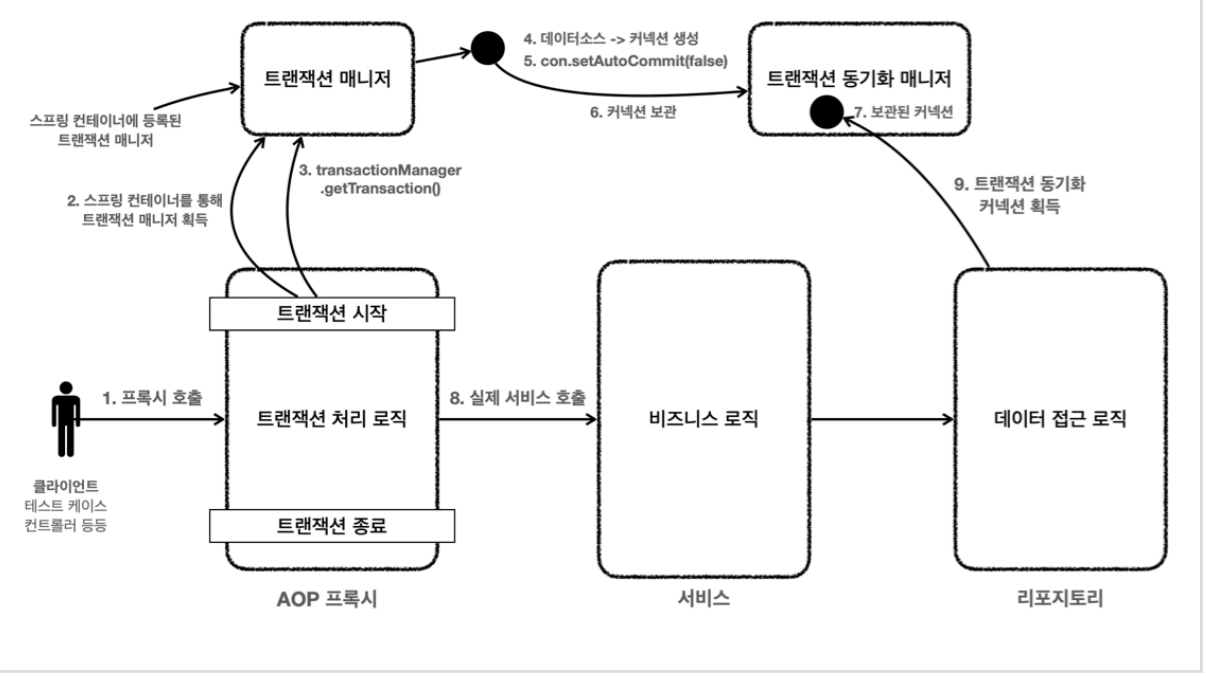 트랜잭션 매니저
4. 데이터소스 -> 커넥션 생성
5. con.setAutoCommit(false)
트랜잭션 동기화 매니저
6. 커넥션 보관
7. 보관된 커넥션
스프링 컨테이너에 등록된
트랜잭션 매니저
3. transactionManager
.getTransaction()
2. 스프링 컨테이너를 통해
트랜잭션 매니저 획득
9. 트랜잭션 동기화
커넥션 획득
트랜잭션 시작
1. 프록시 호출
트랜잭션 처리 로직
8. 실제 서비스 호출
비즈니스 로직
데이터 접근 로직
클라이언트
테스트 케이스
컨트롤러 등등
트랜잭션 종료
AOP 프록시
서비스
리포지토리